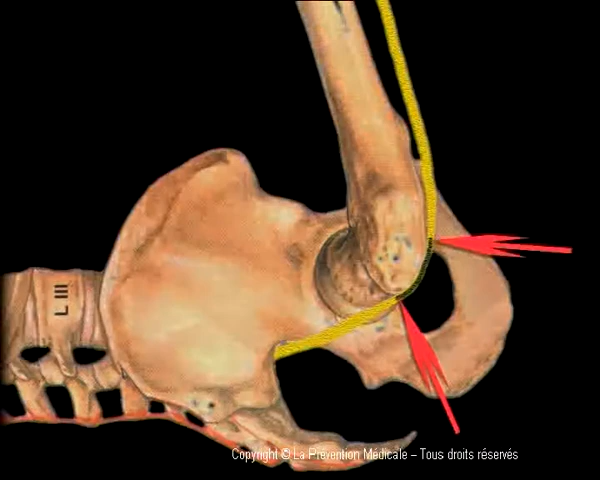 L III
Copyright © La Prévention Médicale – Tous droits réservés